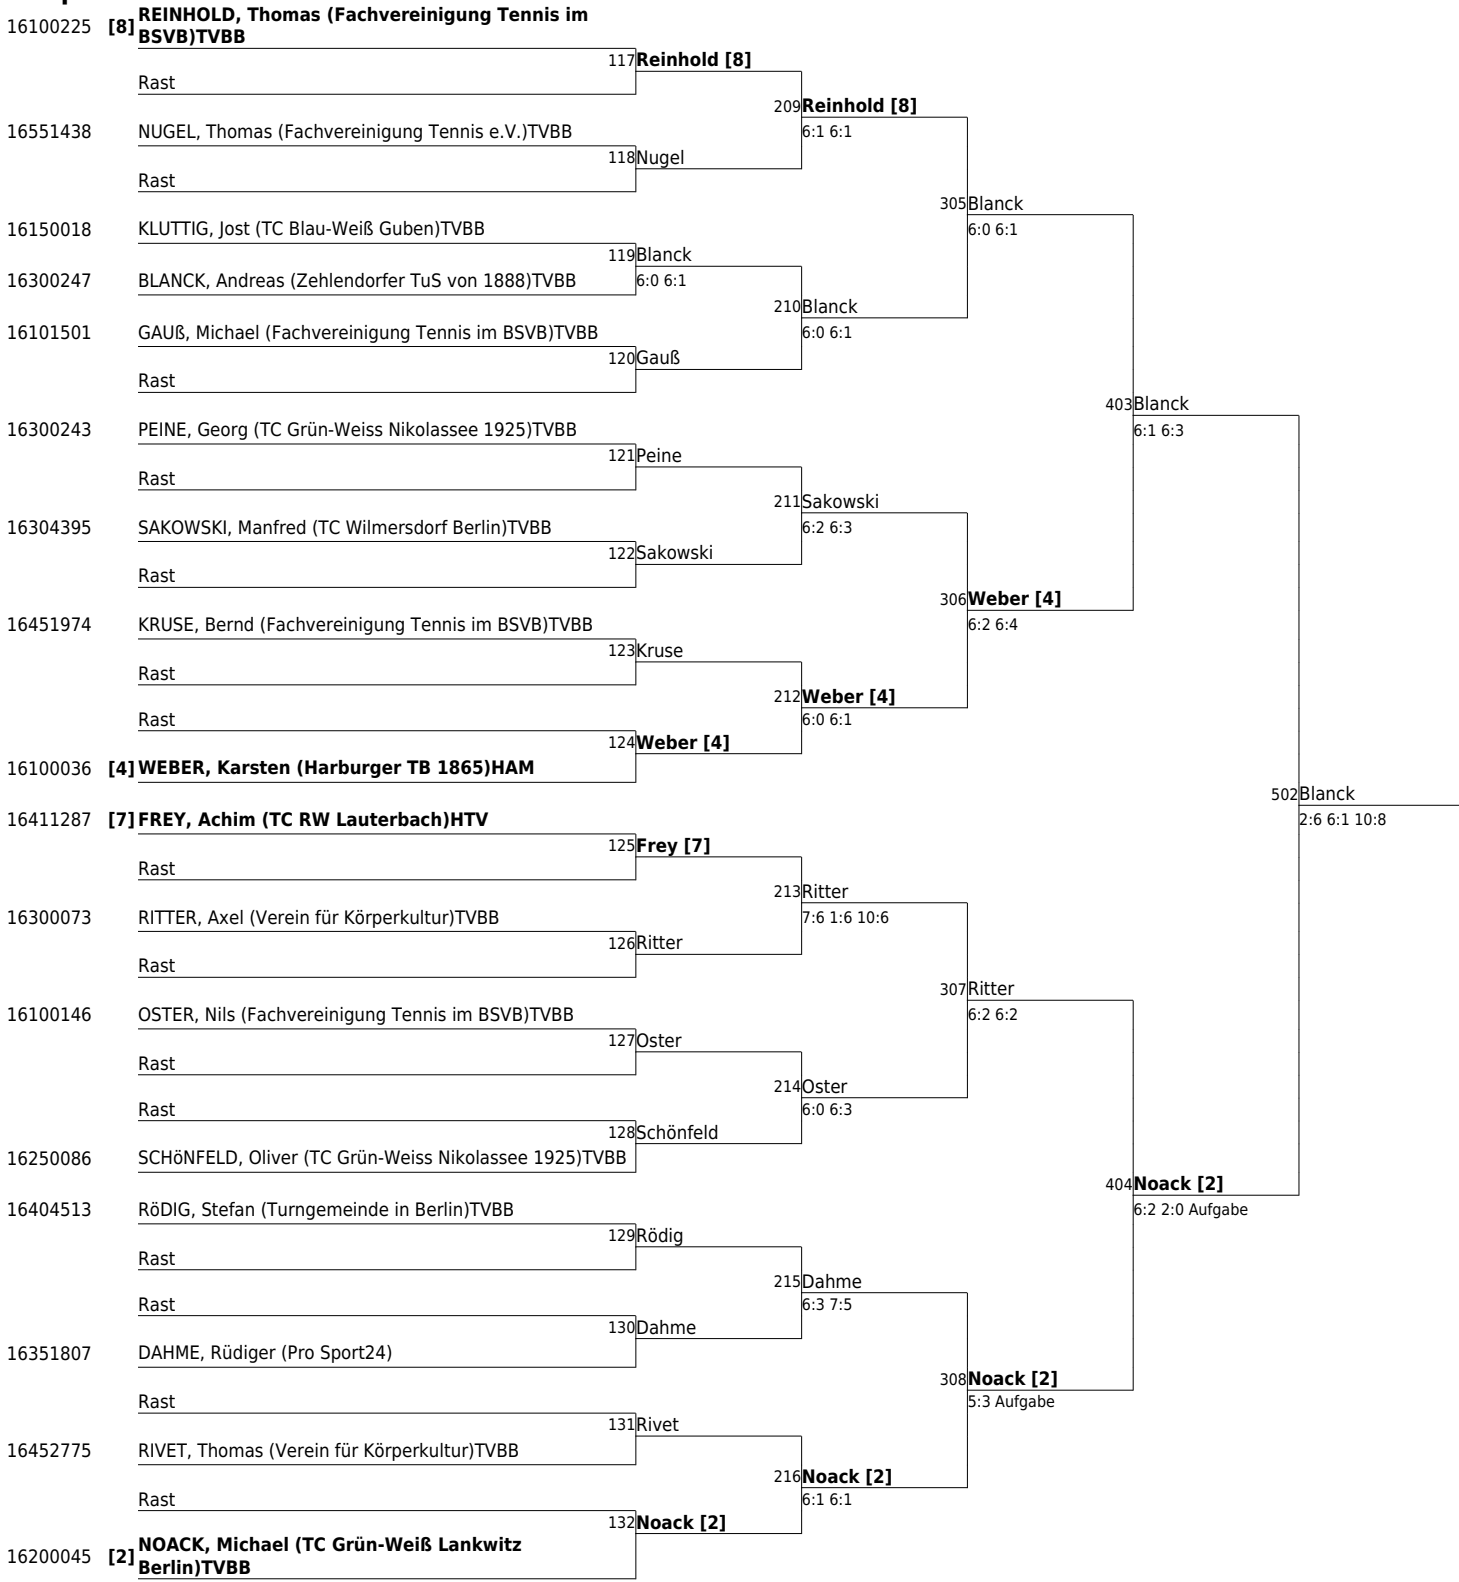 16100225 [8] REINHOLD, Thomas (Fachvereinigung Tennis im
BSVB)TVBB
117 Reinhold [8]
Rast
209 Reinhold [8]
16551438 NUGEL, Thomas (Fachvereinigung Tennis e.V.)TVBB
6:1 6:1
118 Nugel
Rast
305 Blanck
16150018 KLUTTIG, Jost (TC Blau-Weiß Guben)TVBB
6:0 6:1
119 Blanck
16300247 BLANCK, Andreas (Zehlendorfer TuS von 1888)TVBB
6:0 6:1
210 Blanck
16101501 GAUß, Michael (Fachvereinigung Tennis im BSVB)TVBB
6:0 6:1
120 Gauß
Rast
403 Blanck
16300243 PEINE, Georg (TC Grün-Weiss Nikolassee 1925)TVBB
6:1 6:3
121 Peine
Rast
211 Sakowski
16304395 SAKOWSKI, Manfred (TC Wilmersdorf Berlin)TVBB
6:2 6:3
122 Sakowski
Rast
306 Weber [4]
16451974 KRUSE, Bernd (Fachvereinigung Tennis im BSVB)TVBB
6:2 6:4
123 Kruse
Rast
212 Weber [4]
Rast
6:0 6:1
124 Weber [4]
16100036 [4] WEBER, Karsten (Harburger TB 1865)HAM
502 Blanck
16411287 [7] FREY, Achim (TC RW Lauterbach)HTV
2:6 6:1 10:8
125 Frey [7]
Rast
213 Ritter
16300073 RITTER, Axel (Verein für Körperkultur)TVBB
7:6 1:6 10:6
126 Ritter
Rast
307 Ritter
16100146 OSTER, Nils (Fachvereinigung Tennis im BSVB)TVBB
6:2 6:2
127 Oster
Rast
214 Oster
Rast
6:0 6:3
128 Schönfeld
16250086 SCHöNFELD, Oliver (TC Grün-Weiss Nikolassee 1925)TVBB
404 Noack [2]
16404513 RöDIG, Stefan (Turngemeinde in Berlin)TVBB
6:2 2:0 Aufgabe
129 Rödig
Rast
215 Dahme
Rast
6:3 7:5
130 Dahme
16351807 DAHME, Rüdiger (Pro Sport24)
308 Noack [2]
Rast
5:3 Aufgabe
131 Rivet
16452775 RIVET, Thomas (Verein für Körperkultur)TVBB
216 Noack [2]
Rast
6:1 6:1
132 Noack [2]
16200045 [2] NOACK, Michael (TC Grün-Weiß Lankwitz
Berlin)TVBB